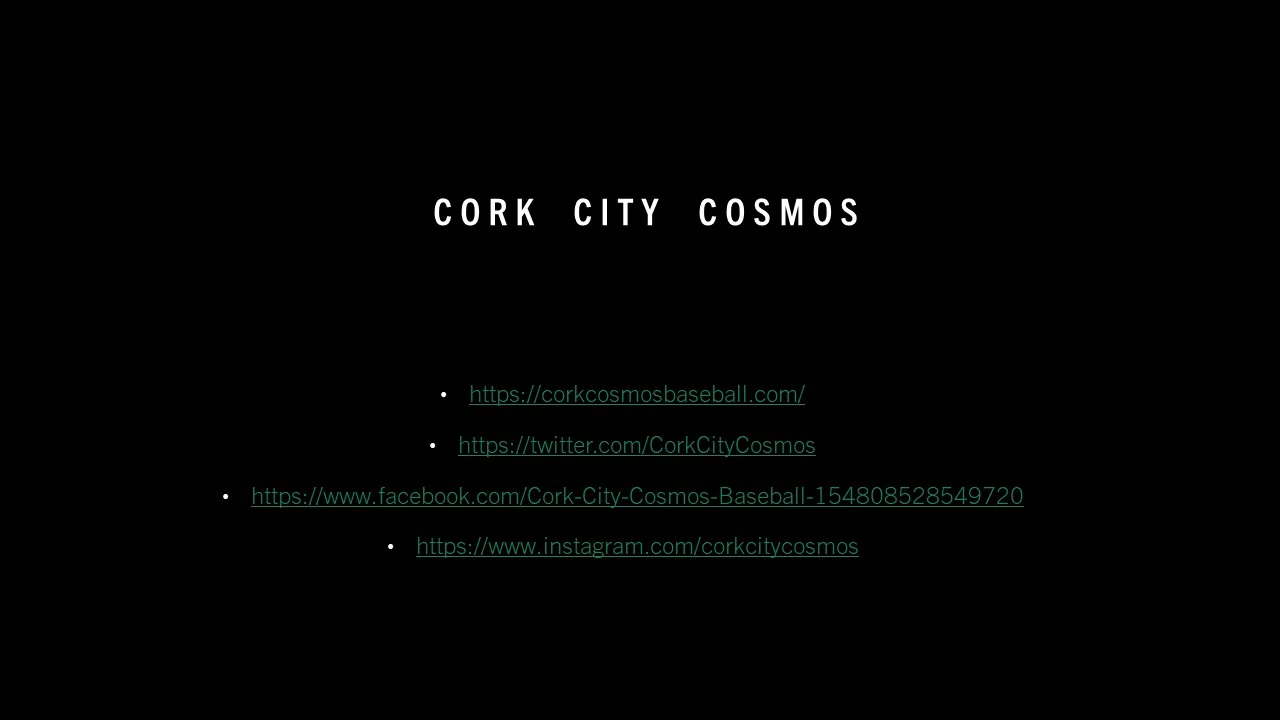 CORK CITY COSMOS
• https://corkcosmosbaseball.com/
• https://twitter.com/CorkCityCosmos
• https://www.facebook.com/Cork-City-Cosmos-Baseball-154808528549720
• https://www.instagram.com/corkcitycosmos